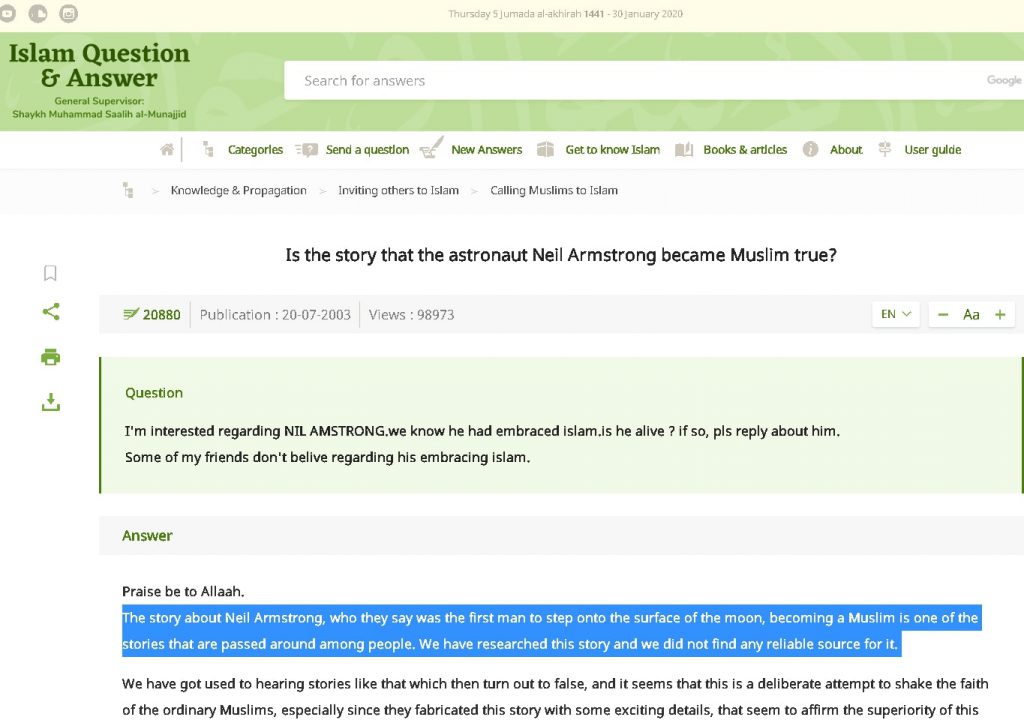 Thursday 5 Jumada al-akhirah 1441 - 30 January 2020
Islam Question
& Answer
General Supervisor:
Shaykh Muhammad Saalih al-Munajjid
Search for answers
Google
Categories Send a question New Answers Get to know Islam Books & articles About User guide
> Knowledge & Propagation > Inviting others to Islam > Calling Muslims to Islam
Is the story that the astronaut Neil Armstrong became Muslim true?
20880 Publication : 20-07-2003 Views : 98973
EN − Aa +
Question
I'm interested regarding NIL AMSTRONG.we know he had embraced islam.is he alive ? if so, pls reply about him.
Some of my friends don't belive regarding his embracing islam.
Answer
Praise be to Allaah.
The story about Neil Armstrong, who they say was the first man to step onto the surface of the moon, becoming a Muslim is one of the
stories that are passed around among people. We have researched this story and we did not find any reliable source for it.
We have got used to hearing stories like that which then turn out to false, and it seems that this is a deliberate attempt to shake the faith
of the ordinary Muslims, especially since they fabricated this story with some exciting details, that seem to affirm the superiority of this